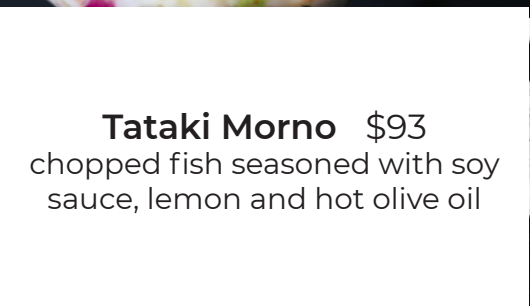 Tataki Morno $93
chopped fish seasoned with soy
sauce, lemon and hot olive oil